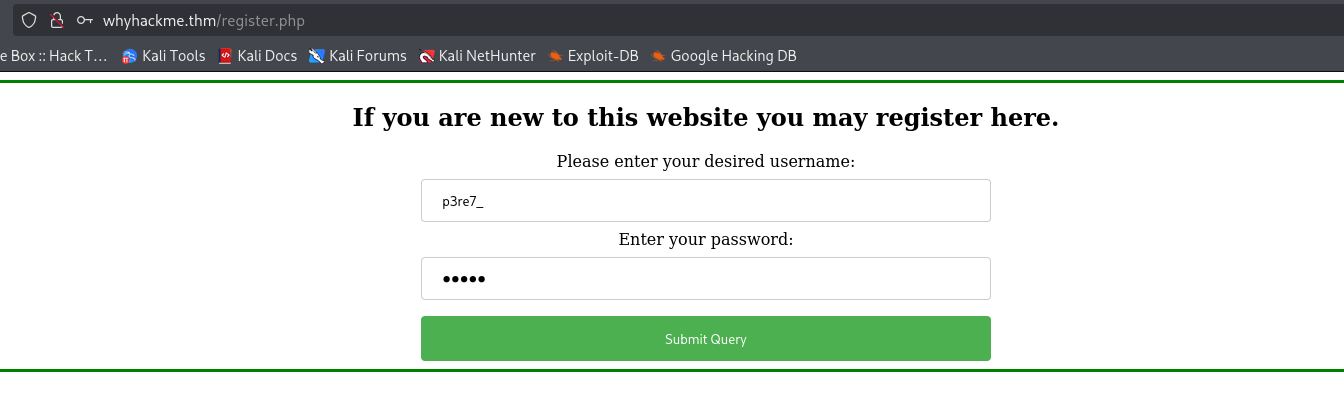 whyhackme.thm/register.php
e Box :: Hack T… Kali Tools Kali Docs Kali Forums Kali NetHunter Exploit-DB Google Hacking DB
If you are new to this website you may register here.
Please enter your desired username:
p3re7_
Enter your password:
•••••
Submit Query